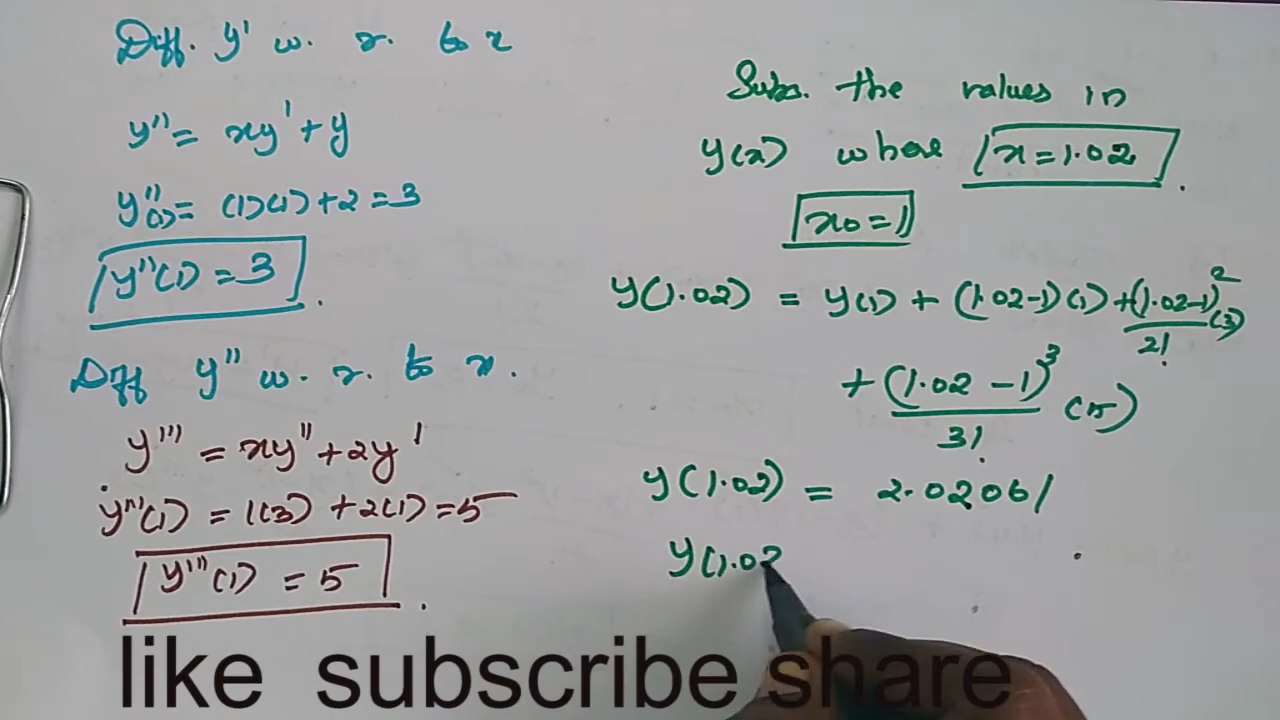 Diff. y' w. r. to x
y'' = xy' + y
y''(1) = (1)(1) + 2 = 3
y''(1) = 3 .
Diff y'' w. r. to x.
y''' = xy'' + 2y'
y'''(1) = 1(3) + 2(1) = 5
y'''(1) = 5 .
Subs. the values in
y(x) where x = 1.02 .
x0 = 1
y(1.02) = y(1) + (1.02-1)(1) + (1.02-1)^2/2! (3)
+ (1.02 - 1)^3/3! (5)
y(1.02) = 2.0206/
y(1.02
like subscribe share